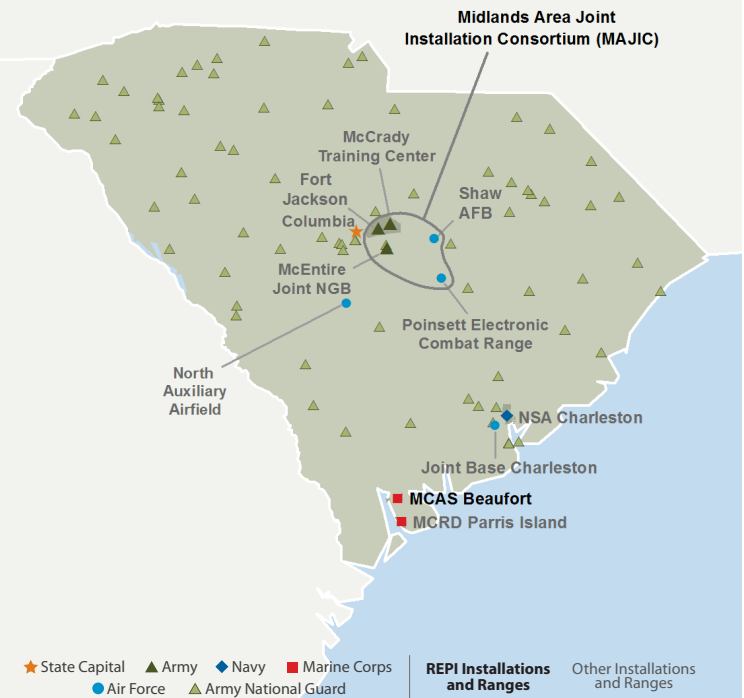 Midlands Area Joint
Installation Consortium (MAJIC)
McCrady
Training Center
Fort
Jackson
Shaw
AFB
Columbia
McEntire
Joint NGB
Poinsett Electronic
Combat Range
North
Auxiliary
Airfield
NSA Charleston
Joint Base Charleston
MCAS Beaufort
MCRD Parris Island
State Capital
Army
Navy
Marine Corps
Air Force
Army National Guard
REPI Installations
and Ranges
Other Installations
and Ranges